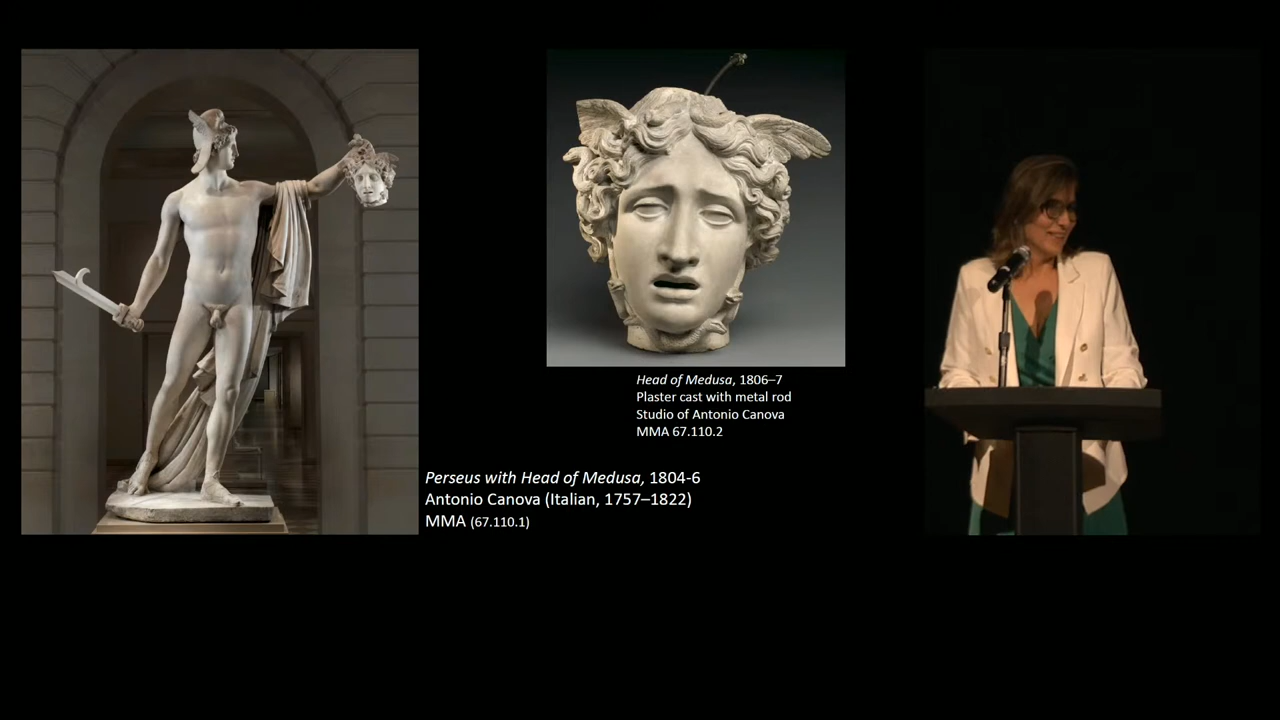 Head of Medusa, 1806–7
Plaster cast with metal rod
Studio of Antonio Canova
MMA 67.110.2
Perseus with Head of Medusa, 1804-6
Antonio Canova (Italian, 1757–1822)
MMA (67.110.1)